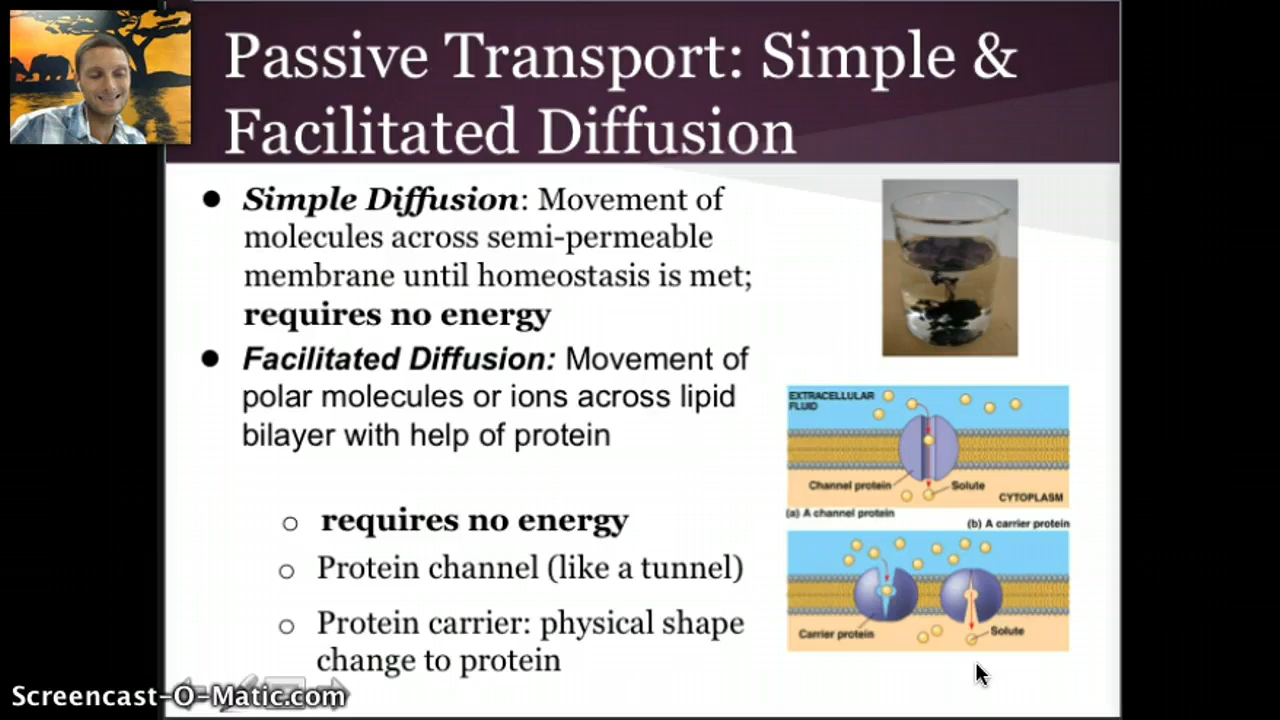 Passive Transport: Simple &
Facilitated Diffusion
● Simple Diffusion: Movement of
molecules across semi-permeable
membrane until homeostasis is met;
requires no energy
● Facilitated Diffusion: Movement of
polar molecules or ions across lipid
bilayer with help of protein
○ requires no energy
○ Protein channel (like a tunnel)
○ Protein carrier: physical shape
change to protein
EXTRACELLULAR
FLUID
Channel protein
Solute
CYTOPLASM
(a) A channel protein
(b) A carrier protein
Carrier protein
Solute
Screencast-O-Matic.com